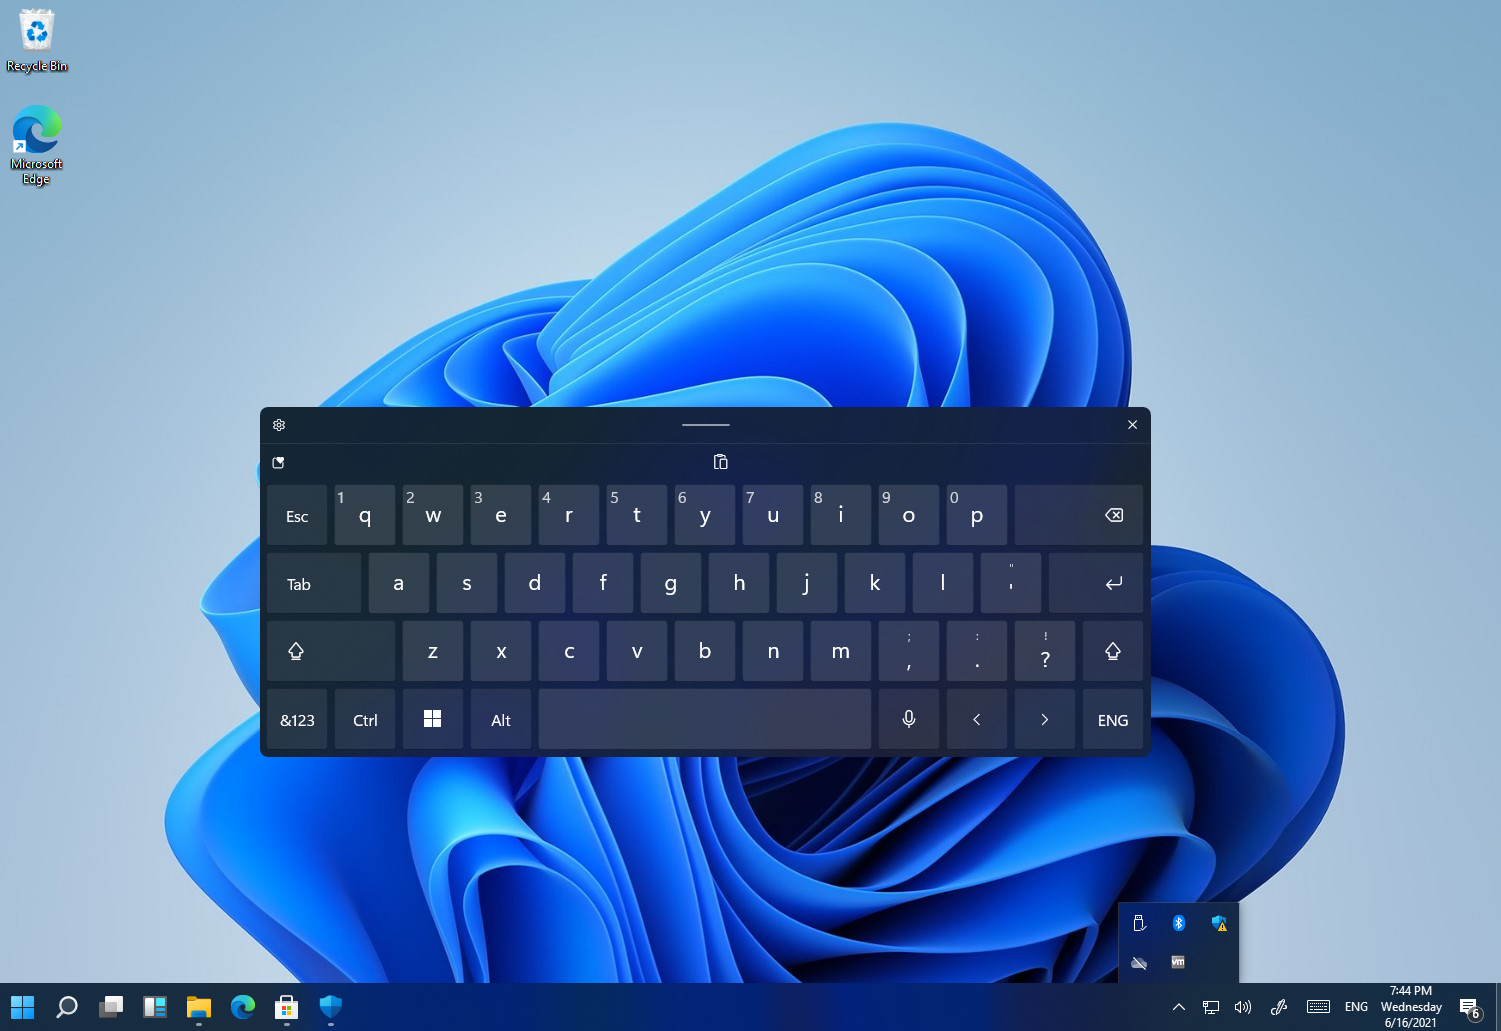 Recycle Bin
Microsoft
Edge
1 2 3 4 5 6 7 8 9 0
Esc q w e r t y u i o p
"
Tab a s d f g h j k l '
; : !
z x c v b n m , . ?
&123 Ctrl Alt ENG
vm
7:44 PM
ENG Wednesday
6/16/2021
6